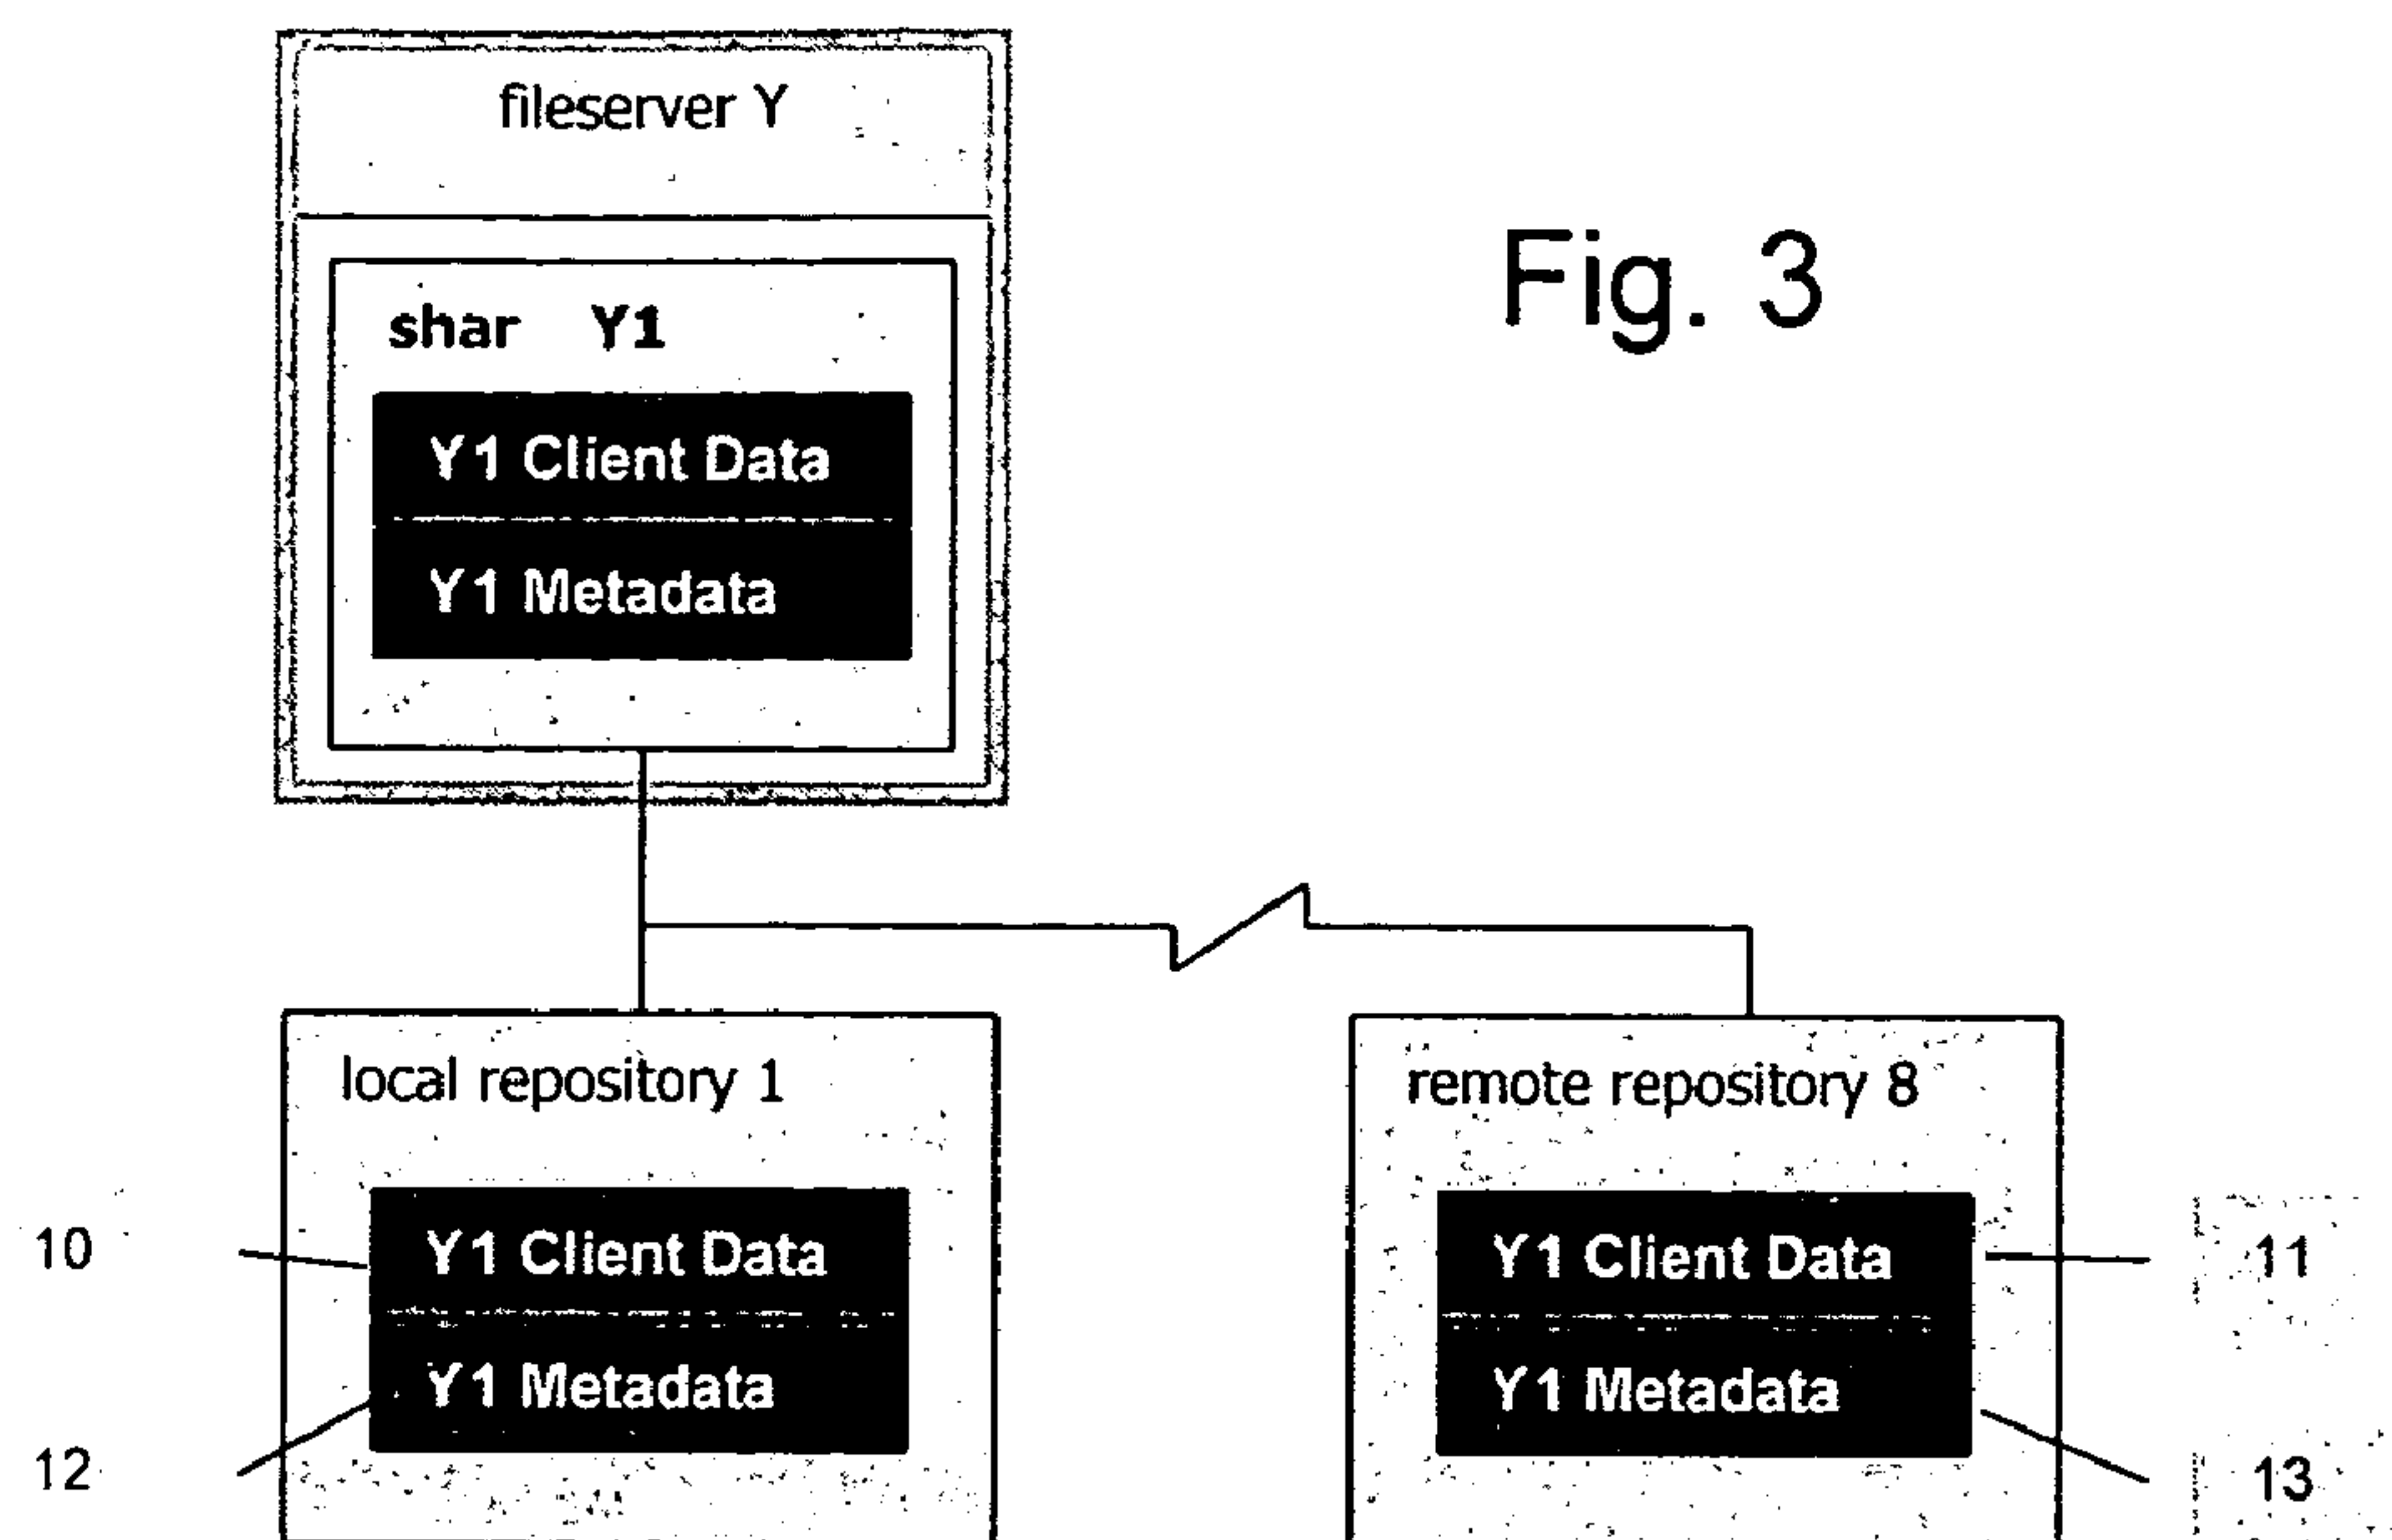 fileserver Y
Fig. 3
shar Y1
Y1 Client Data
Y1 Metadata
local repository 1
remote repository 8
10
Y1 Client Data
Y1 Client Data
11
12
Y1 Metadata
Y1 Metadata
13